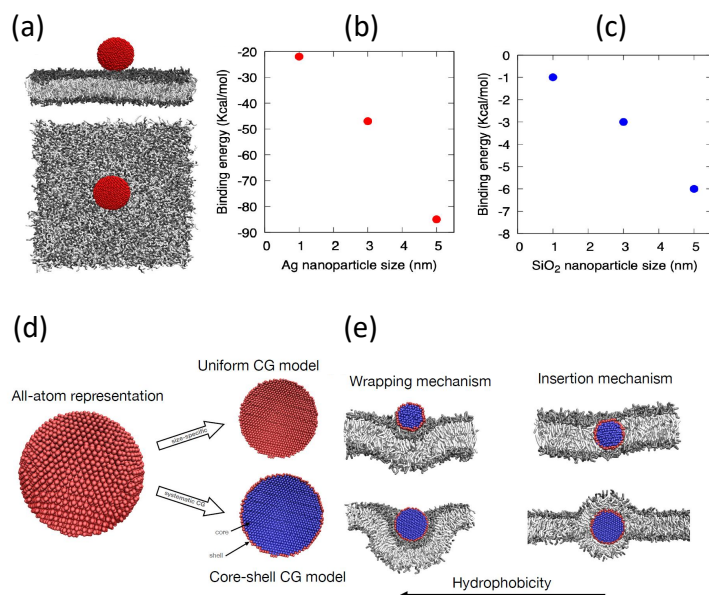 (a)
(b)
(c)
-20
-30
-40
-50
-60
-70
-80
-90
Binding energy (Kcal/mol)
0 1 2 3 4 5
Ag nanoparticle size (nm)
0
-1
-2
-3
-4
-5
-6
-7
-8
Binding energy (Kcal/mol)
0 1 2 3 4 5
SiO2 nanoparticle size (nm)
(d)
(e)
All-atom representation
Uniform CG model
size-specific
systematic CG
core
shell
Core-shell CG model
Wrapping mechanism
Insertion mechanism
Hydrophobicity